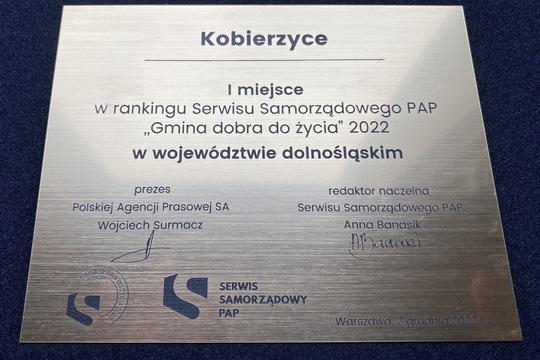 Kobierzyce
I miejsce
w rankingu Serwisu Samorządowego PAP
„Gmina dobra do życia” 2022
w województwie dolnośląskim
prezes
Polskiej Agencji Prasowej SA
Wojciech Surmacz
redaktor naczelna
Serwisu Samorządowego PAP
Anna Banasik
SERWIS
SAMORZĄDOWY
PAP
Warszawa, 2 grudnia